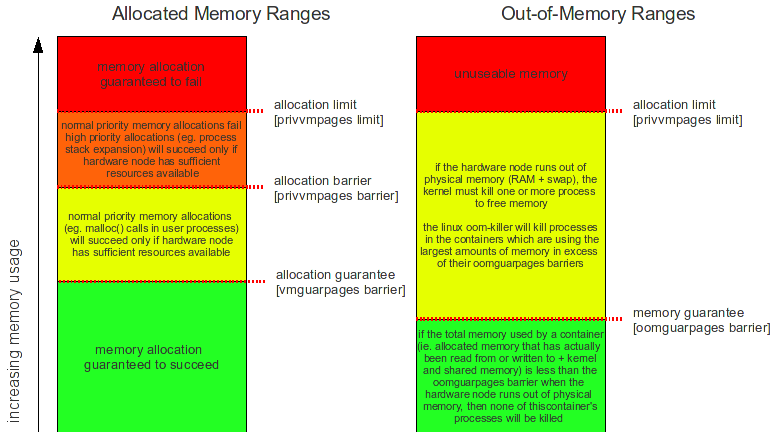 Allocated Memory Ranges
Out-of-Memory Ranges
increasing memory usage
memory allocation
guaranteed to fail
allocation limit
[privvmpages limit]
normal priority memory allocations fail
high priority allocations (eg. process
stack expansion) will succeed only if
hardware node has sufficient
resources available
allocation barrier
[privvmpages barrier]
normal priority memory allocations
(eg. malloc() calls in user processes)
will succeed only if hardware node
has sufficient resources available
allocation guarantee
[vmguarpages barrier]
memory allocation
guaranteed to succeed
unuseable memory
allocation limit
[privvmpages limit]
if the hardware node runs out of
physical memory (RAM + swap), the
kernel must kill one or more process
to free memory
the linux oom-killer will kill processes
in the containers which are using the
largest amounts of memory in excess
of their oomguarpages barriers
memory guarantee
[oomguarpages barrier]
if the total memory used by a container
(ie. allocated memory that has actually
been read from or written to + kernel
and shared memory) is less than the
oomguarpages barrier when the
hardware node runs out of physical
memory, then none of thiscontainer's
processes will be killed